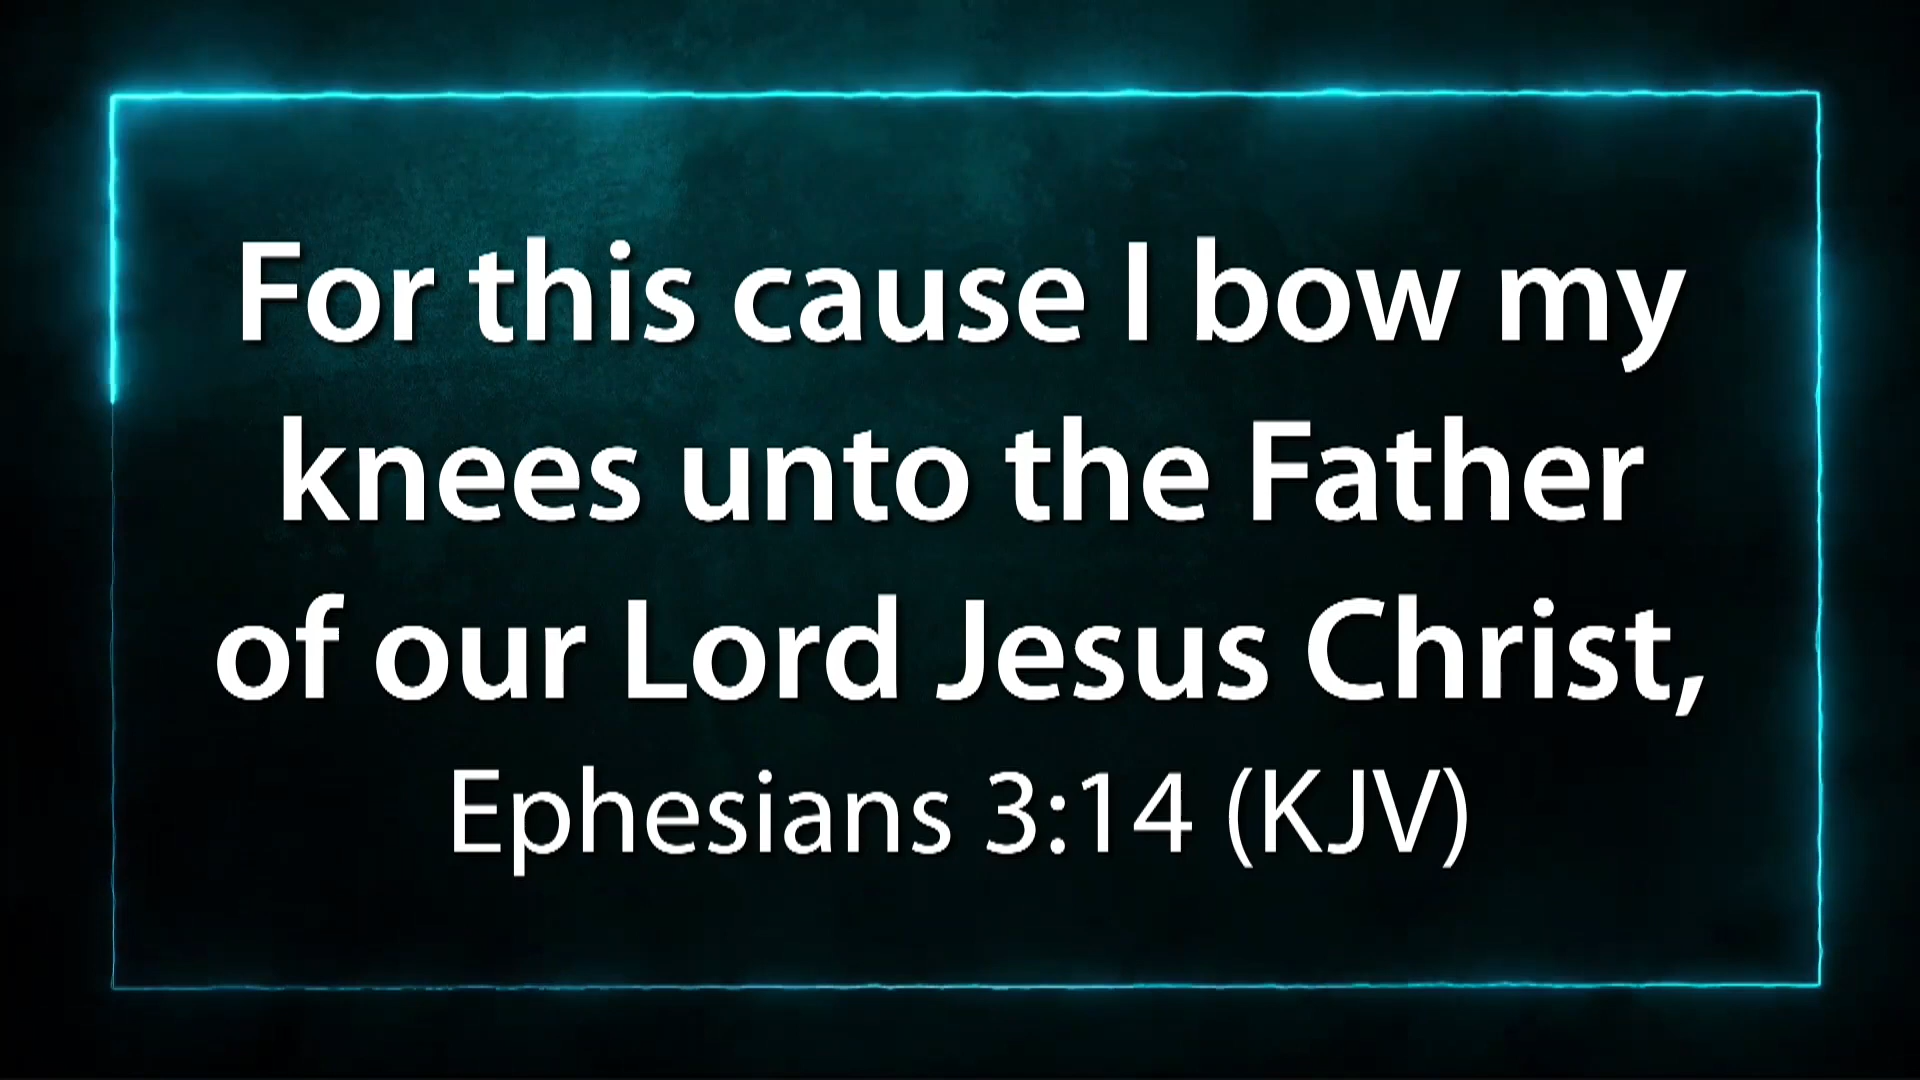 For this cause I bow my
knees unto the Father
of our Lord Jesus Christ,
Ephesians 3:14 (KJV)